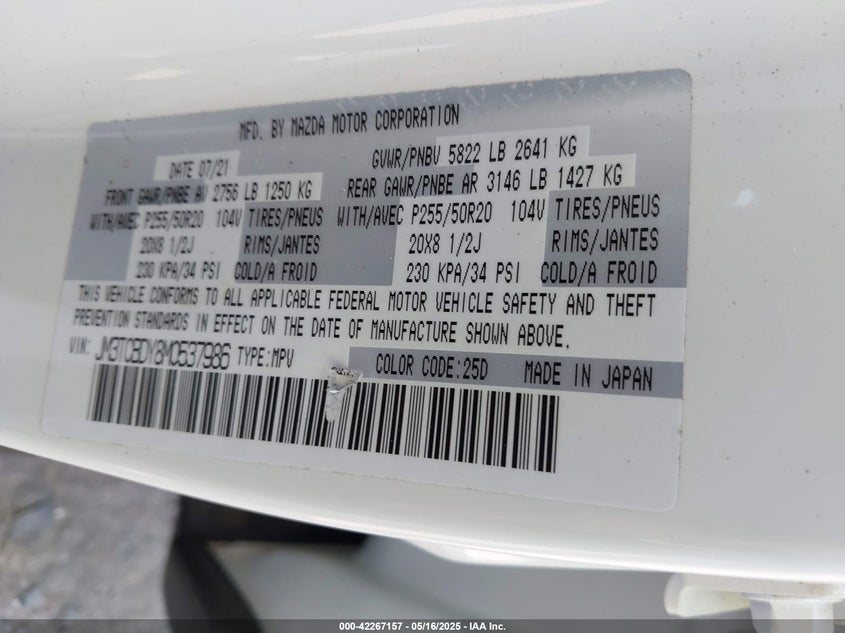 MFD. BY MAZDA MOTOR CORPORATION
DATE 07/21 GVWR/PNBV 5822 LB 2641 KG
FRONT GAWR/PNBE AV 2756 LB 1250 KG REAR GAWR/PNBE AR 3146 LB 1427 KG
WITH/AVEC P255/50R20 104V TIRES/PNEUS WITH/AVEC P255/50R20 104V TIRES/PNEUS
20X8 1/2J RIMS/JANTES 20X8 1/2J RIMS/JANTES
230 KPA/34 PSI COLD/A FROID 230 KPA/34 PSI COLD/A FROID
THIS VEHICLE CONFORMS TO ALL APPLICABLE FEDERAL MOTOR VEHICLE SAFETY AND THEFT
PREVENTION STANDARDS IN EFFECT ON THE DATE OF MANUFACTURE SHOWN ABOVE.
VIN: JM3TCBDY8M0537986 TYPE:MPV COLOR CODE:25D MADE IN JAPAN
000-42267157 - 05/16/2025 - IAA Inc.